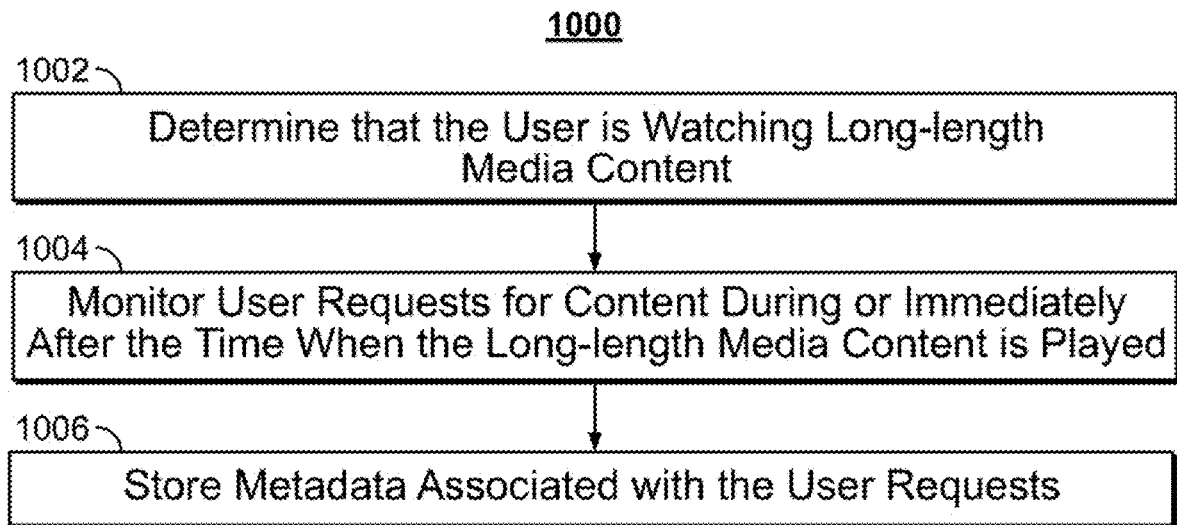 1000
1002
Determine that the User is Watching Long-length
Media Content
1004
Monitor User Requests for Content During or Immediately
After the Time When the Long-length Media Content is Played
1006
Store Metadata Associated with the User Requests